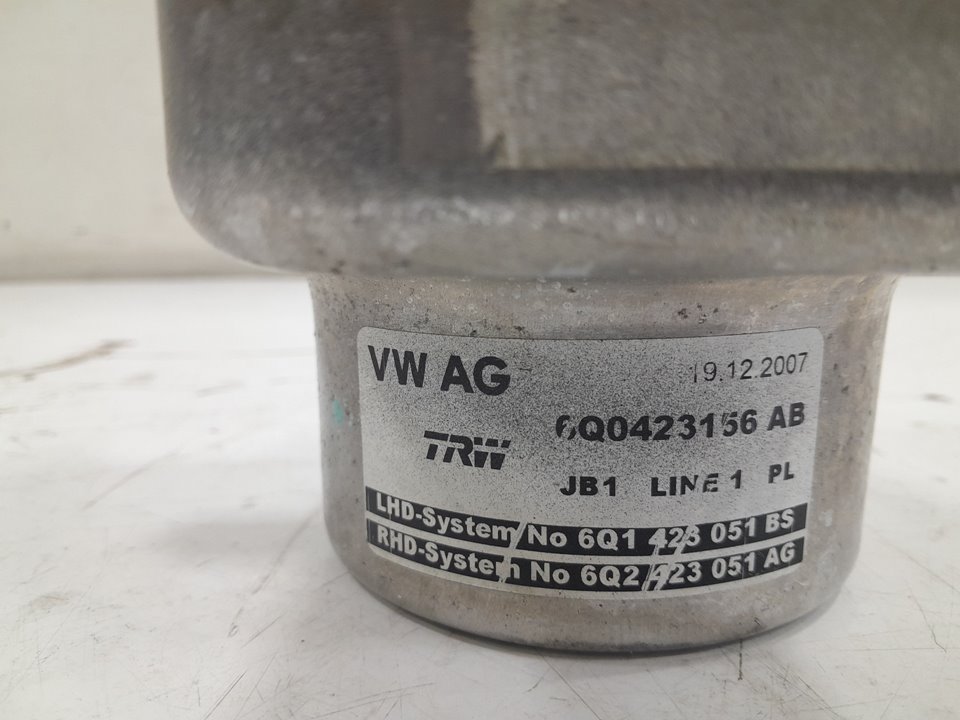 VW AG
19.12.2007
6Q0423156 AB
TRW
JB1 LINE 1 PL
LHD-System No 6Q1 423 051 BS
RHD-System No 6Q2 423 051 AG